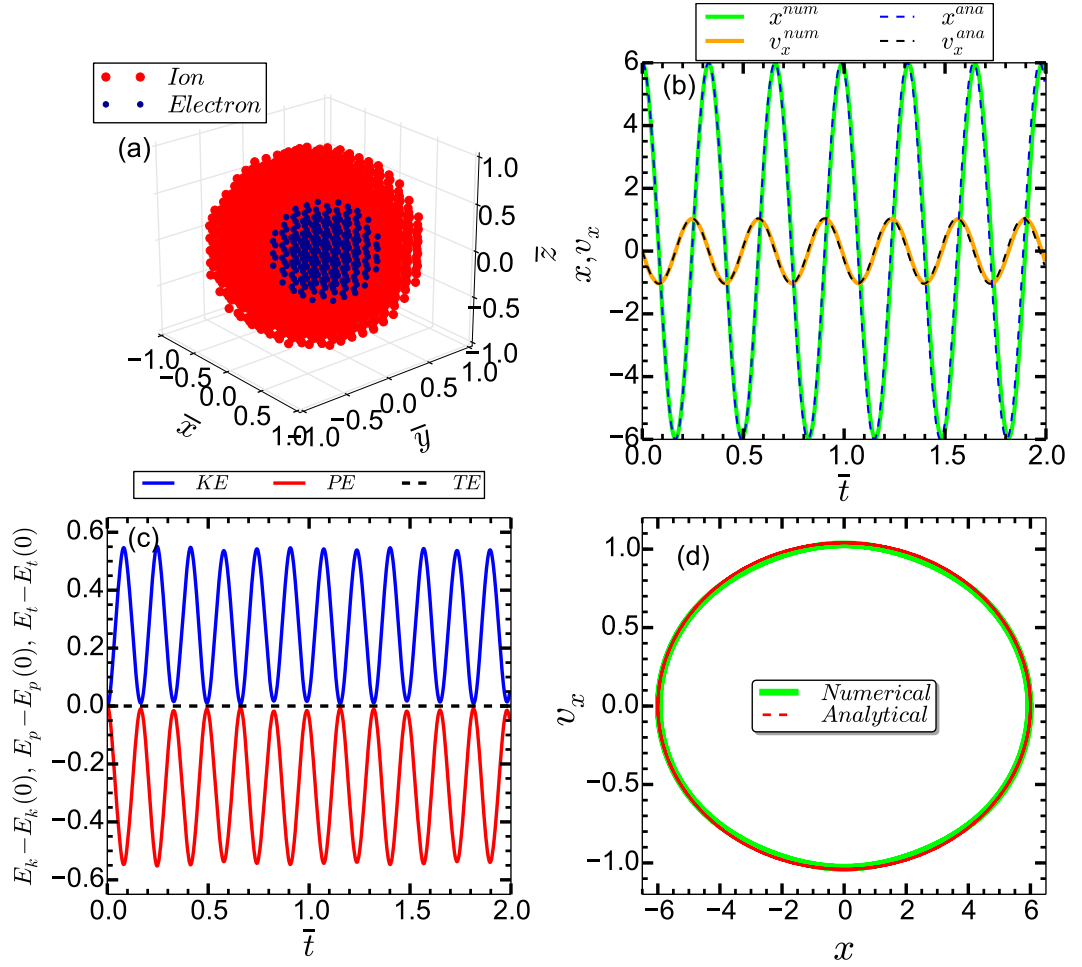 Ion
Electron
(a)
1.0
0.5
0.0
−0.5
−1.0
z̅
−1.0
−0.5
0.0
0.5
1.0
x̅
−1.0
−0.5
0.0
0.5
1.0
y̅
x^{num} x^{ana}
v_x^{num} v_x^{ana}
(b)
6
4
2
0
−2
−4
−6
x, v_x
0.0 0.5 1.0 1.5 2.0
t̅
KE PE TE
(c)
0.6
0.4
0.2
0.0
−0.2
−0.4
−0.6
E_k−E_k(0), E_p−E_p(0), E_t−E_t(0)
0.0 0.5 1.0 1.5 2.0
t̅
(d)
1.0
0.5
0.0
−0.5
−1.0
v_x
Numerical
Analytical
−6 −4 −2 0 2 4 6
x